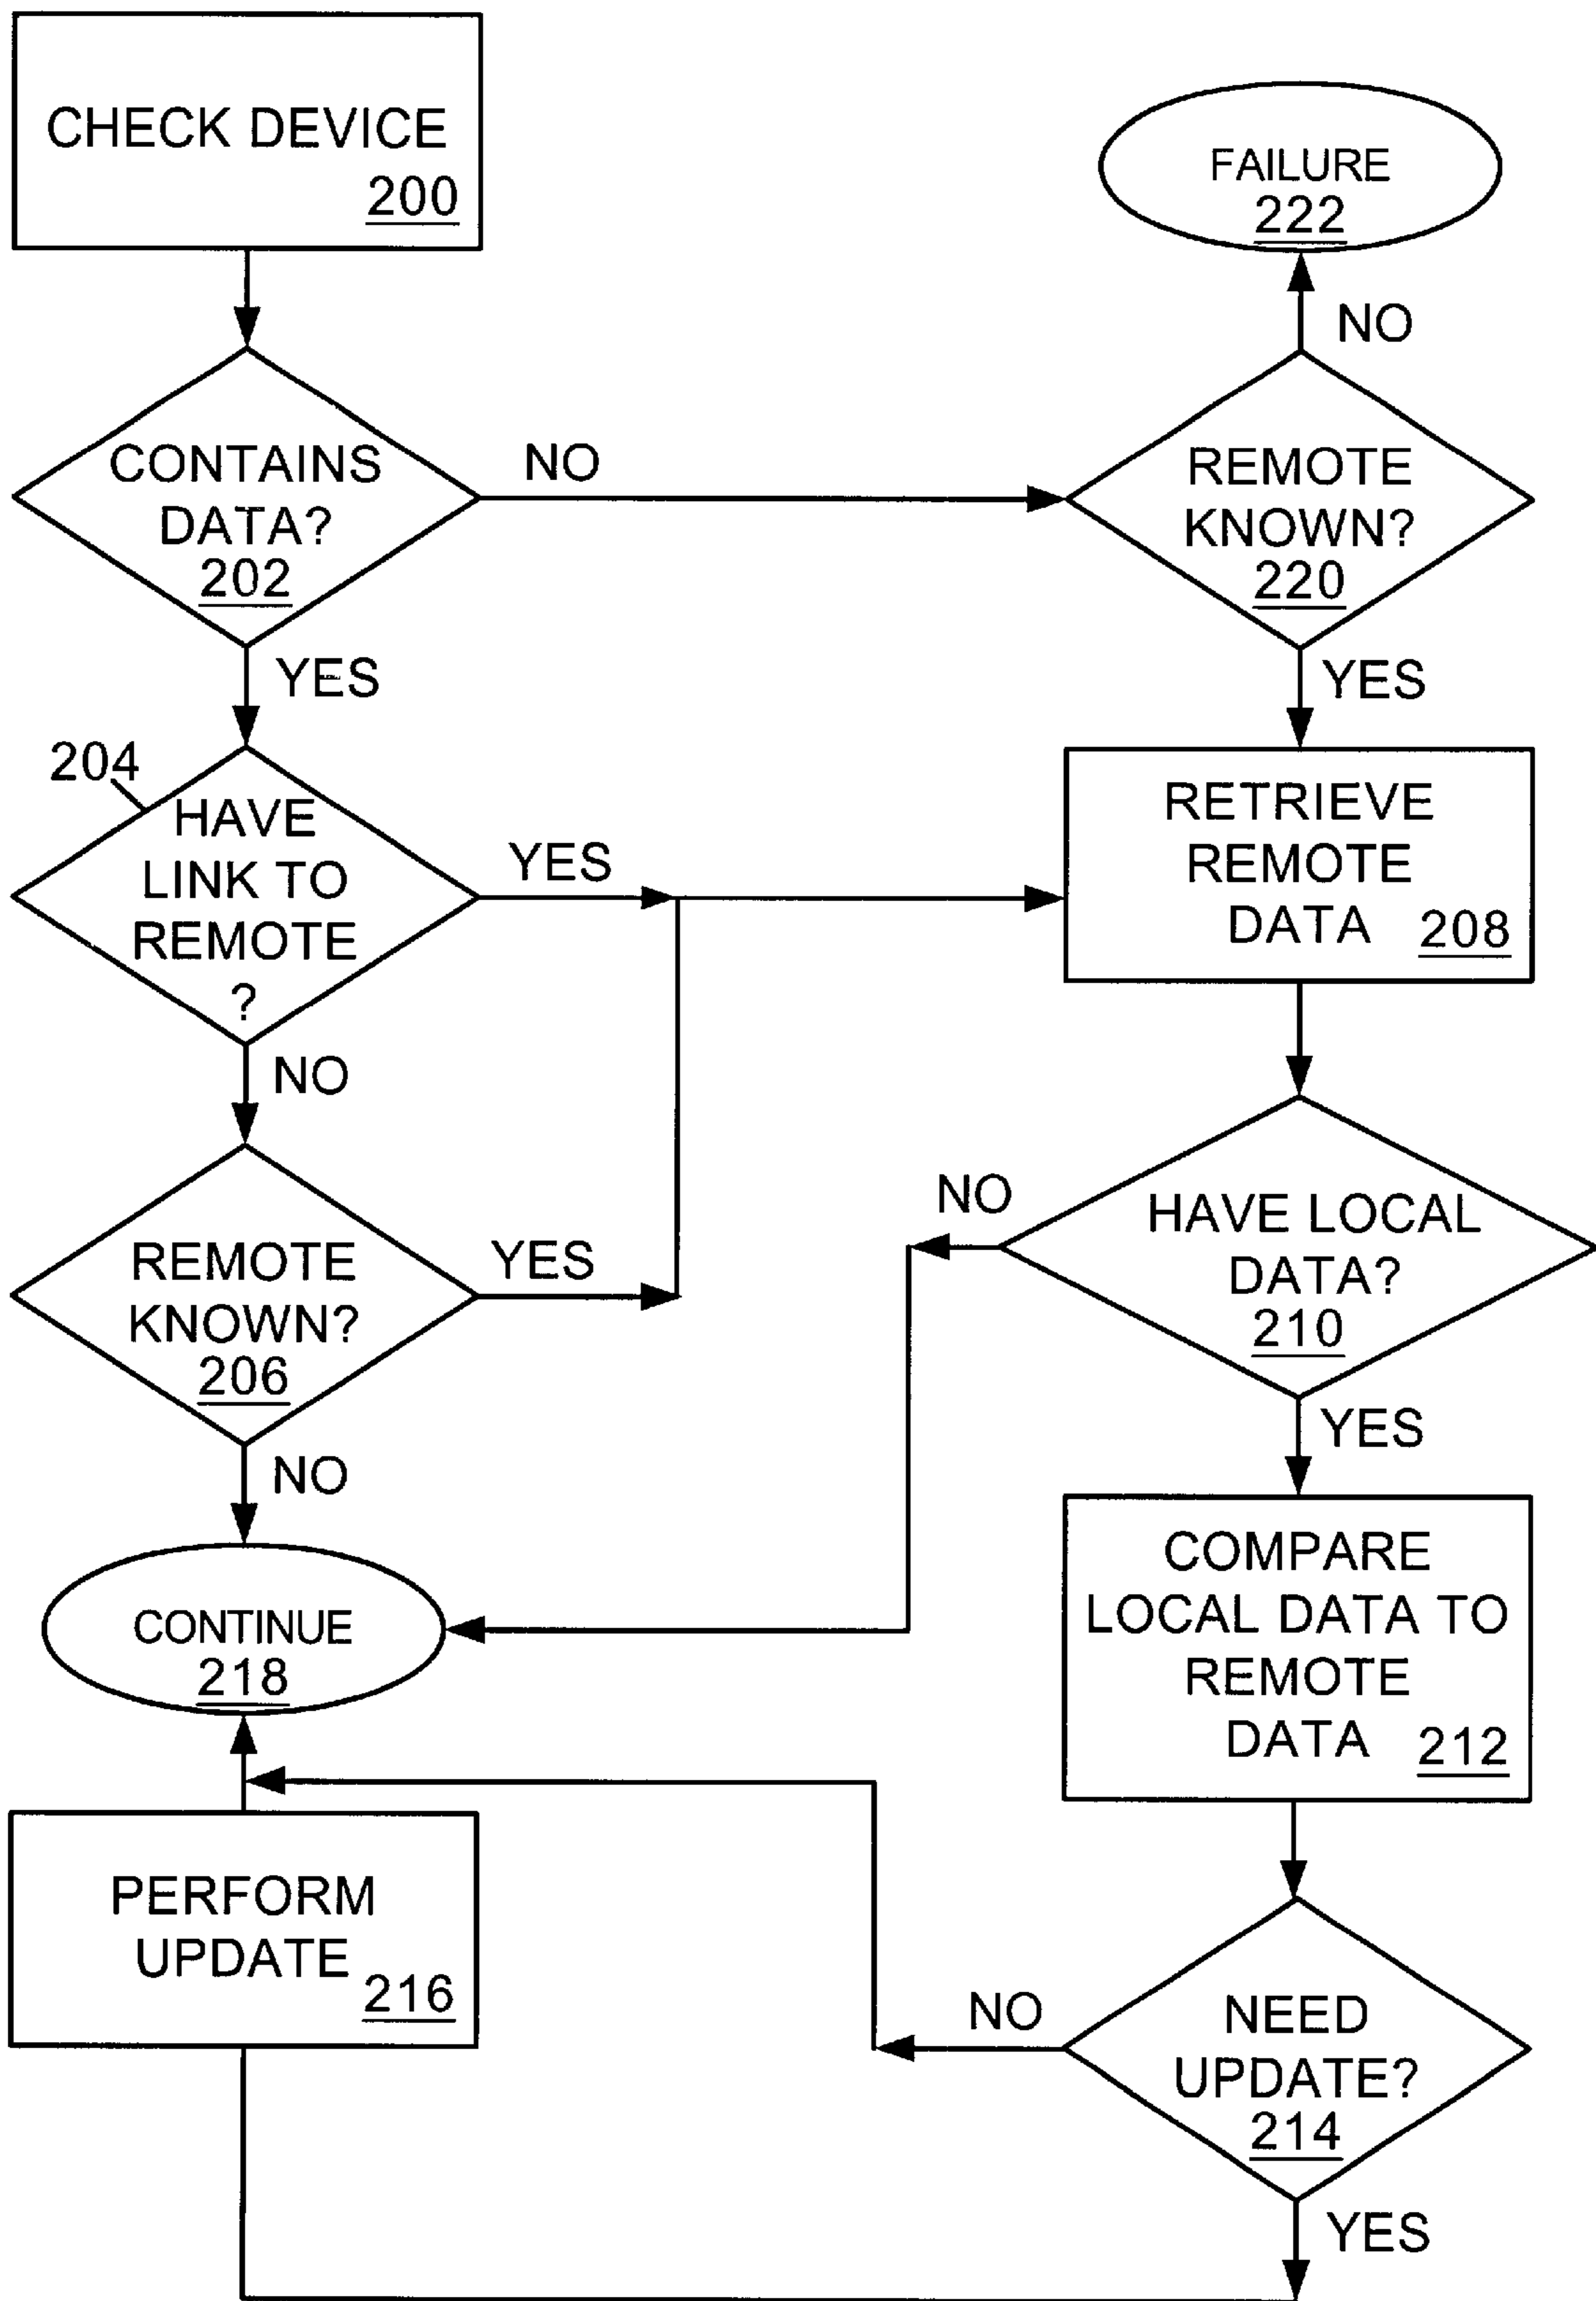 CHECK DEVICE
200
FAILURE
222
NO
CONTAINS
DATA?
202
NO
REMOTE
KNOWN?
220
YES
YES
204
HAVE
LINK TO
REMOTE
?
YES
RETRIEVE
REMOTE
DATA 208
NO
REMOTE
KNOWN?
206
YES
NO
HAVE LOCAL
DATA?
210
NO
YES
CONTINUE
218
COMPARE
LOCAL DATA TO
REMOTE
DATA 212
PERFORM
UPDATE
216
NO
NEED
UPDATE?
214
YES